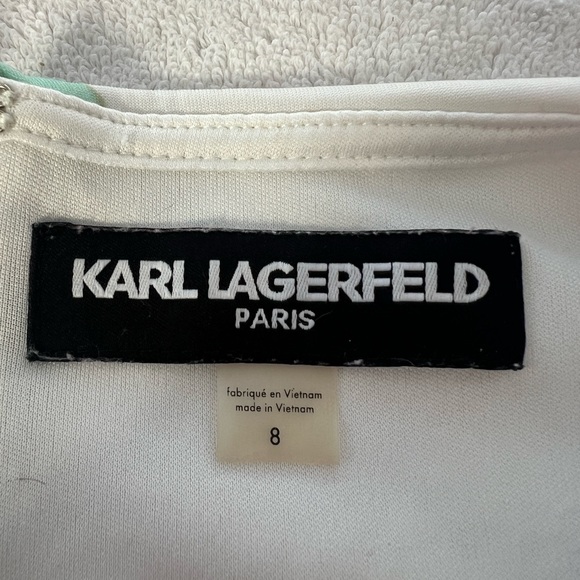 KARL LAGERFELD
PARIS
fabriqué en Vietnam
made in Vietnam
8